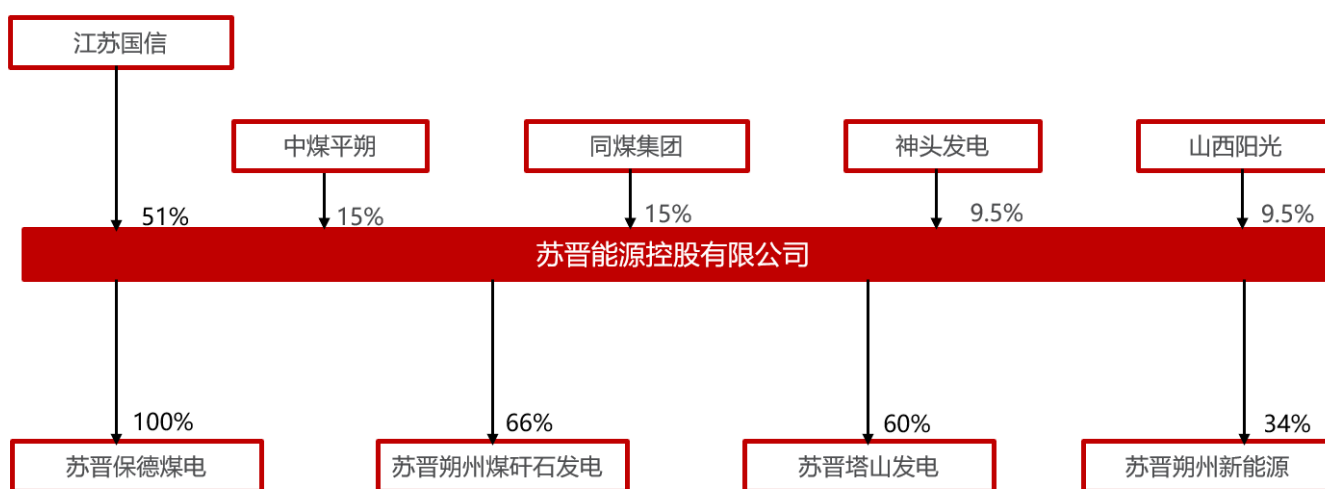 江苏国信
中煤平朔
同煤集团
神头发电
山西阳光
51%
15%
15%
9.5%
9.5%
苏晋能源控股有限公司
100%
66%
60%
34%
苏晋保德煤电
苏晋朔州煤矸石发电
苏晋塔山发电
苏晋朔州新能源